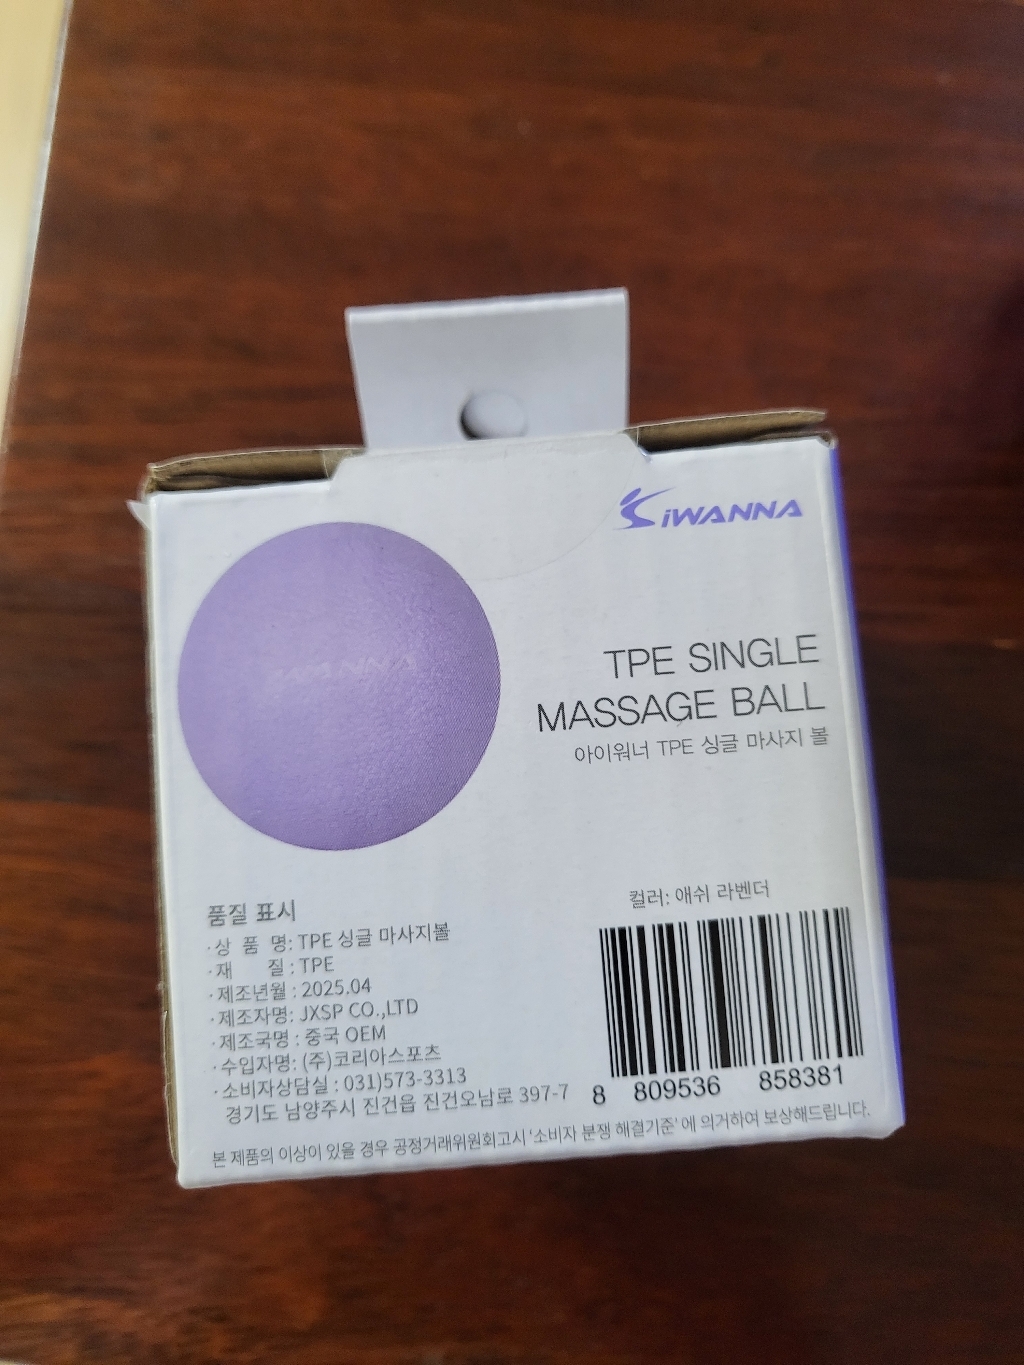 iWANNA
iWANNA
TPE SINGLE
MASSAGE BALL
아이워너 TPE 싱글 마사지 볼
컬러: 애쉬 라벤더
품질 표시
·상 품 명: TPE 싱글 마사지볼
·재 질 : TPE
·제조년월 : 2025.04
·제조자명: JXSP CO.,LTD
·제조국명 : 중국 OEM
·수입자명: (주)코리아스포츠
·소비자상담실 : 031)573-3313
경기도 남양주시 진건읍 진건오남로 397-7
8 809536 858381
본 제품의 이상이 있을 경우 공정거래위원회고시 '소비자 분쟁 해결기준' 에 의거하여 보상해드립니다.